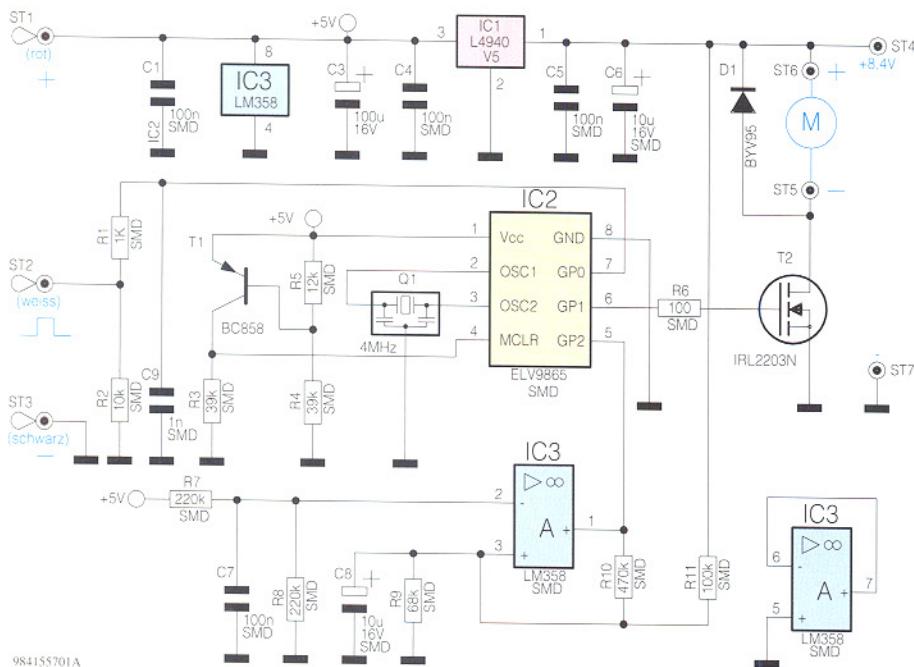 ST1
(rot)
+
C1
100n
SMD
IC2
8
IC3
LM358
4
+5V
C3
+
100u
16V
C4
100n
SMD
3
IC1
L4940
V5
1
2
C5
100n
SMD
C6
+
10u
16V
SMD
D1
BYV95
ST4
+8,4V
ST6
+
M
ST5
–
R1
1K
SMD
ST2
(weiss)
R2
10k
SMD
ST3
(schwarz)
–
C9
1n
SMD
T1
BC858
+5V
R5
12k
SMD
R3
39k
SMD
R4
39k
SMD
Q1
4MHz
IC2
1
Vcc
GND
8
2
OSC1
GP0
7
3
OSC2
GP1
6
4
MCLR
GP2
5
ELV9865
SMD
R6
100
SMD
T2
IRL2203N
-
ST7
+5V
R7
220k
SMD
C7
100n
SMD
R8
220k
SMD
C8
+
10u
16V
SMD
R9
68k
SMD
IC3
▷ ∞
2
-
A
+
1
3
+
LM358
SMD
R10
470k
SMD
R11
100k
SMD
IC3
▷ ∞
6
-
A
+
7
5
+
LM358
SMD
984155701A